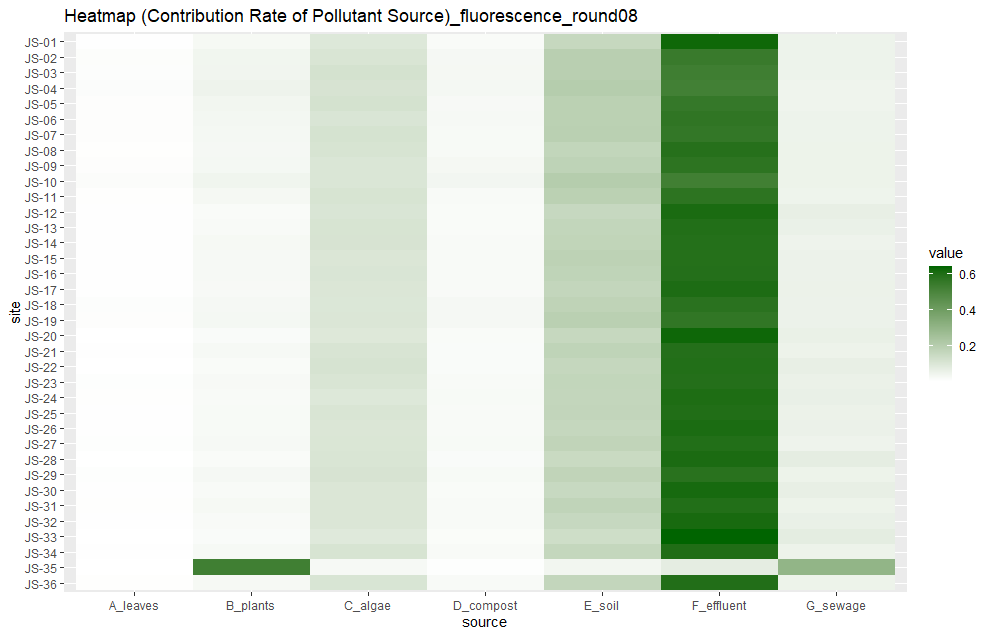 Heatmap (Contribution Rate of Pollutant Source)_fluorescence_round08
JS-01
JS-02
JS-03
JS-04
JS-05
JS-06
JS-07
JS-08
JS-09
JS-10
JS-11
JS-12
JS-13
JS-14
JS-15
JS-16
JS-17
JS-18
JS-19
JS-20
JS-21
JS-22
JS-23
JS-24
JS-25
JS-26
JS-27
JS-28
JS-29
JS-30
JS-31
JS-32
JS-33
JS-34
JS-35
JS-36
site
A_leaves B_plants C_algae D_compost E_soil F_effluent G_sewage
source
value
0.6
0.4
0.2